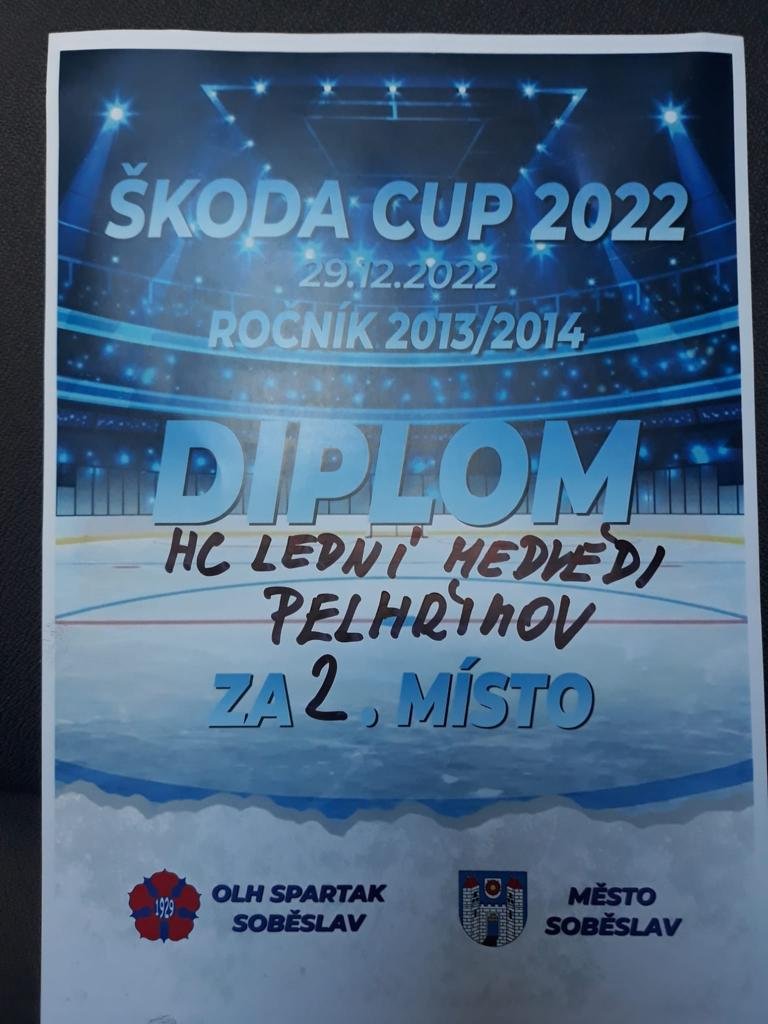 ŠKODA CUP 2022
29.12.2022
ROČNÍK 2013/2014
DIPLOM
HC LEDNÍ MEDVĚDI
PELHŘIMOV
ZA 2. MÍSTO
1929
OLH SPARTAK
SOBĚSLAV
MĚSTO
SOBĚSLAV